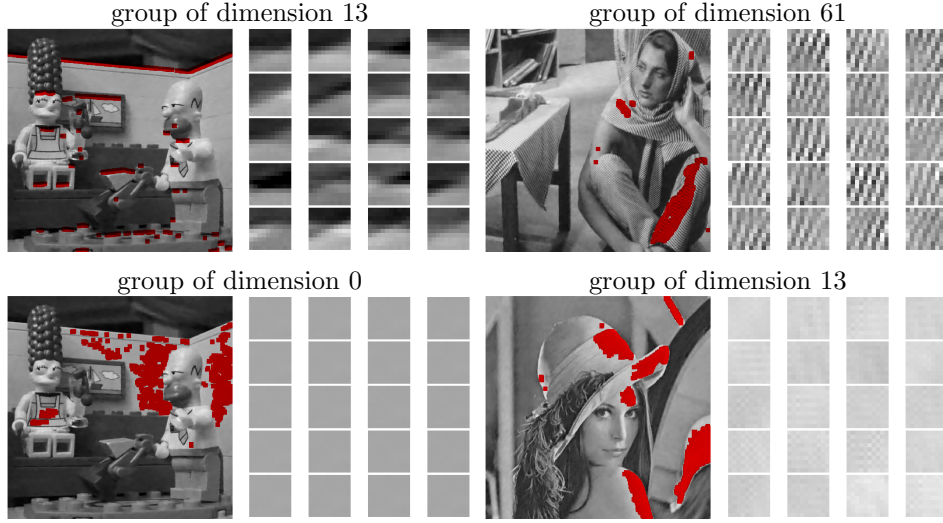 group of dimension 13
group of dimension 61
group of dimension 0
group of dimension 13